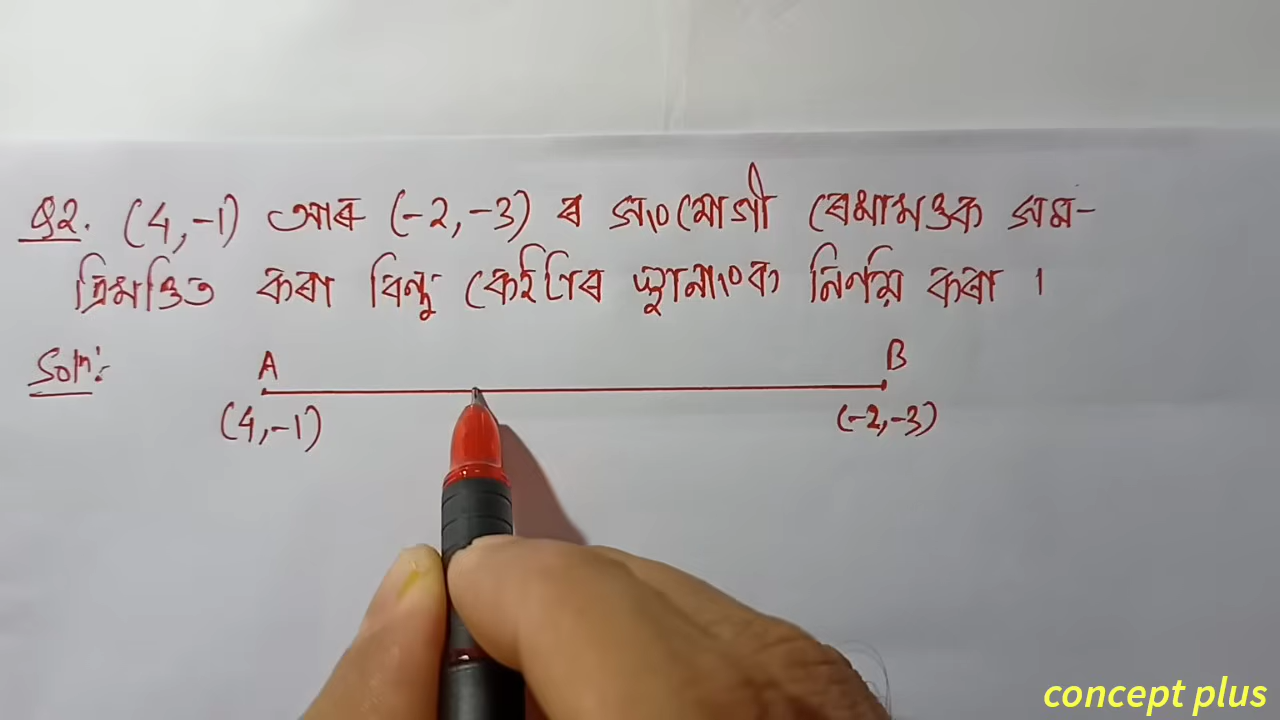 Q2. (4,-1) আৰু (-2,-3) ৰ সংযোগী ৰেখাখণ্ডক সম-
ত্ৰিখণ্ডিত কৰা বিন্দু কেইটাৰ স্থানাংক নিৰ্ণয় কৰা ।
Solⁿ:-
A B
(4,-1) (-2,-3)
concept plus